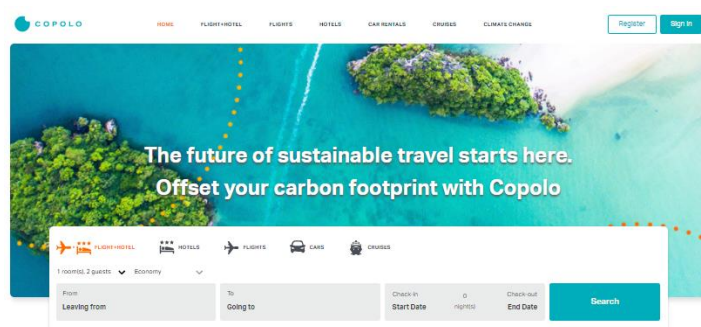 COPOLO
HOME FLIGHT+HOTEL FLIGHTS HOTELS CAR RENTALS CRUISES CLIMATE CHANGE
Register Sign in
The future of sustainable travel starts here.
Offset your carbon footprint with Copolo
FLIGHT+HOTEL HOTELS FLIGHTS CARS CRUISES
1 room(s), 2 guests Economy
From To Check-in 0 Check-out
Leaving from Going to Start Date night(s) End Date Search